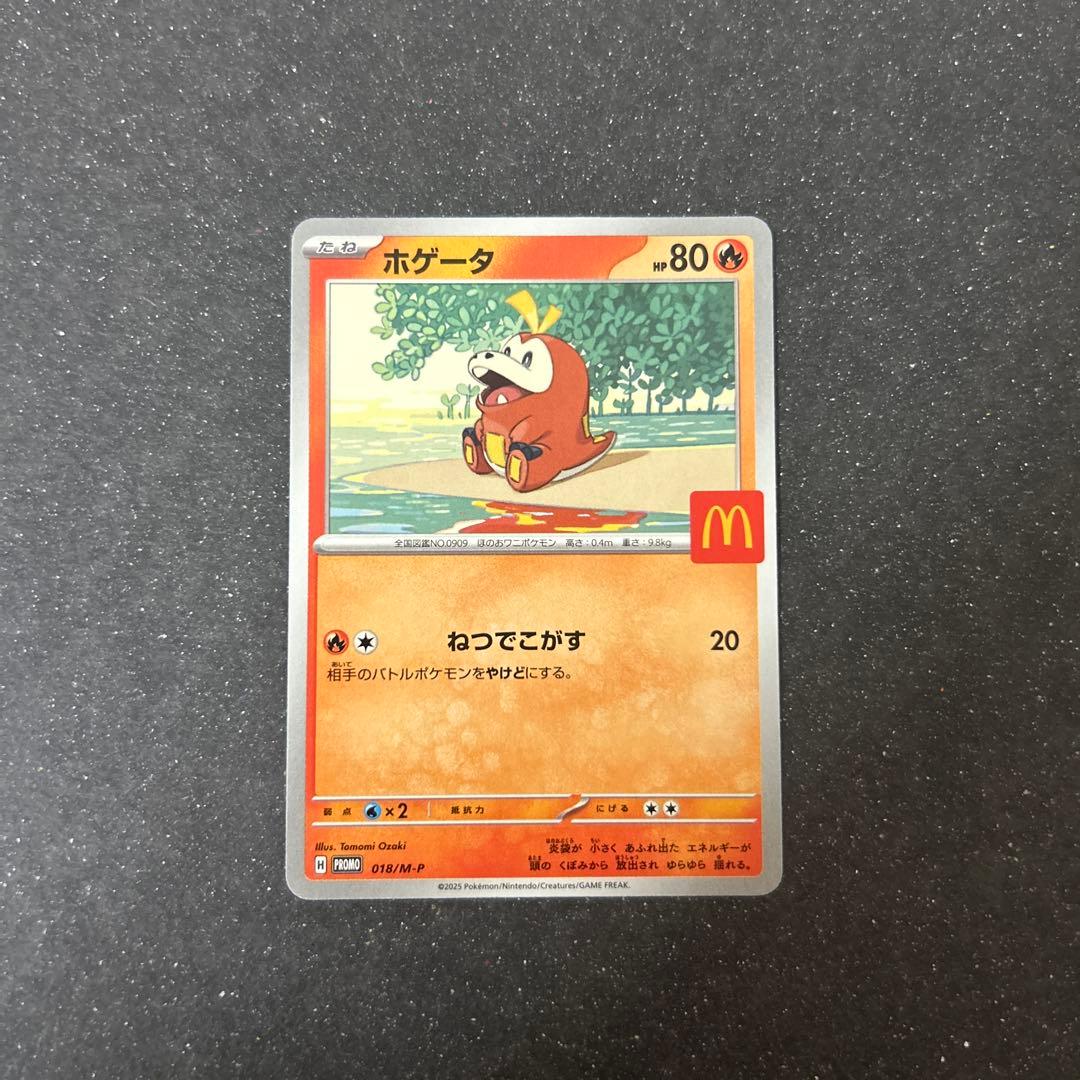 たね ホゲータ HP80
全国図鑑NO.0909 ほのおワニポケモン 高さ:0.4m 重さ:9.8kg
M
ねつでこがす 20
相手のバトルポケモンをやけどにする。
弱点 ×2 抵抗力 にげる
Illus. Tomomi Ozaki
炎袋が 小さく あふれ出た エネルギーが
頭の くぼみから 放出され ゆらゆら 揺れる。
H PROMO 018/M-P
©2025 Pokémon/Nintendo/Creatures/GAME FREAK.